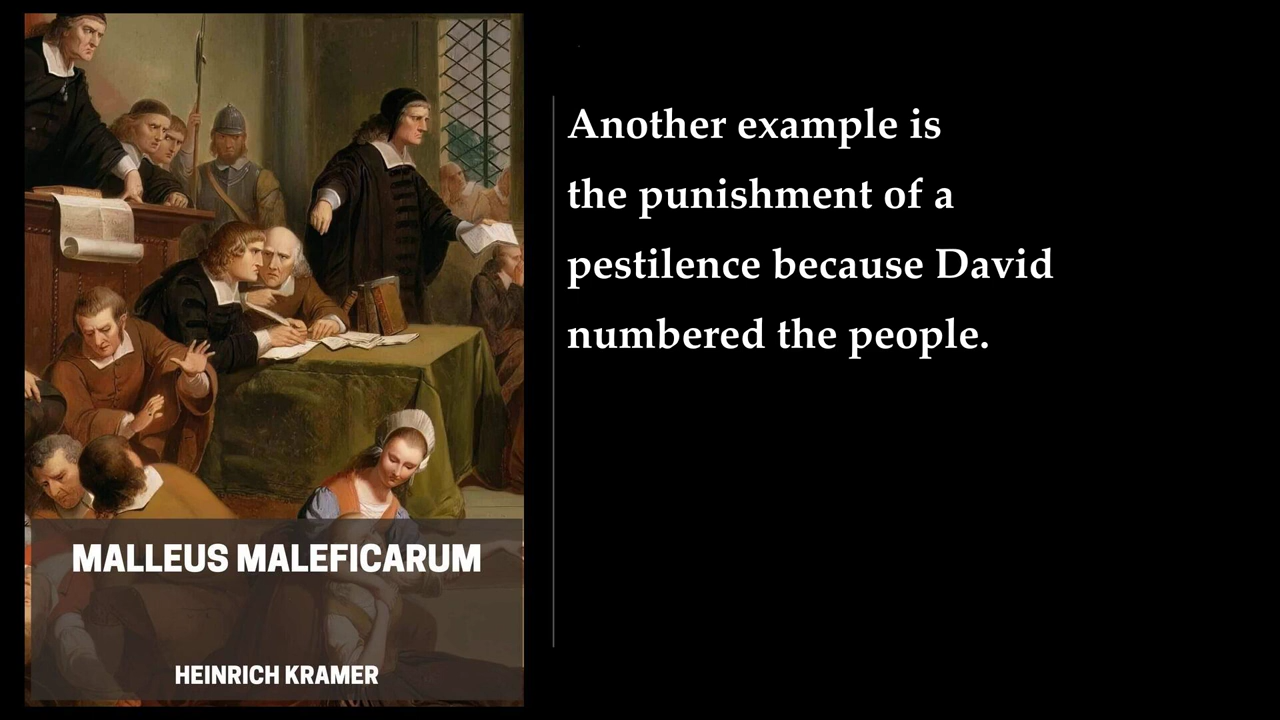 MALLEUS MALEFICARUM
HEINRICH KRAMER
Another example is
the punishment of a
pestilence because David
numbered the people.